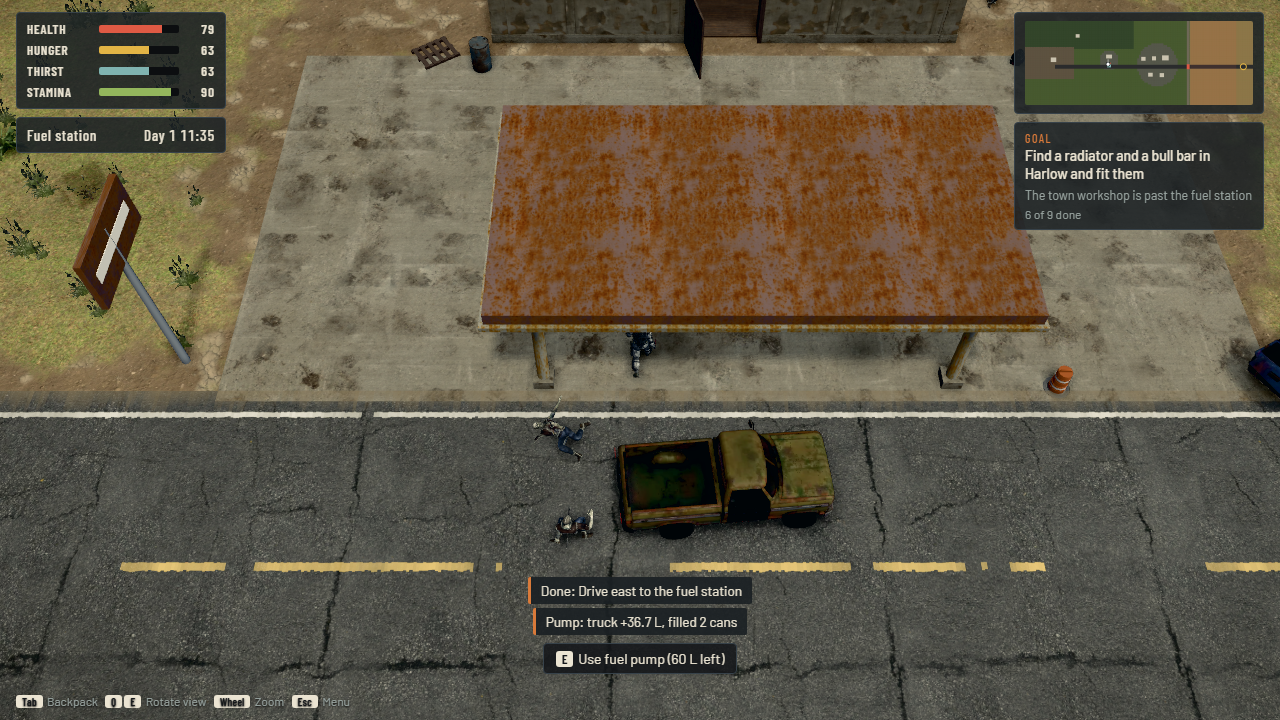 HEALTH 79
HUNGER 63
THIRST 63
STAMINA 90
Fuel station Day 1 11:35
GOAL
Find a radiator and a bull bar in
Harlow and fit them
The town workshop is past the fuel station
6 of 9 done
Done: Drive east to the fuel station
Pump: truck +36.7 L, filled 2 cans
E Use fuel pump (60 L left)
Tab Backpack Q E Rotate view Wheel Zoom Esc Menu